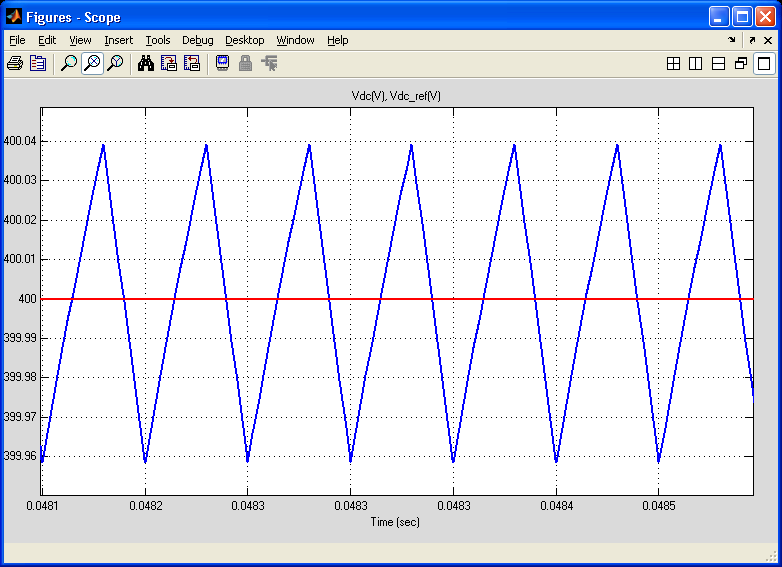 Figures - Scope
File Edit View Insert Tools Debug Desktop Window Help
Vdc(V), Vdc_ref(V)
400.04
400.03
400.02
400.01
400
399.99
399.98
399.97
399.96
0.0481 0.0482 0.0483 0.0483 0.0483 0.0484 0.0485
Time (sec)